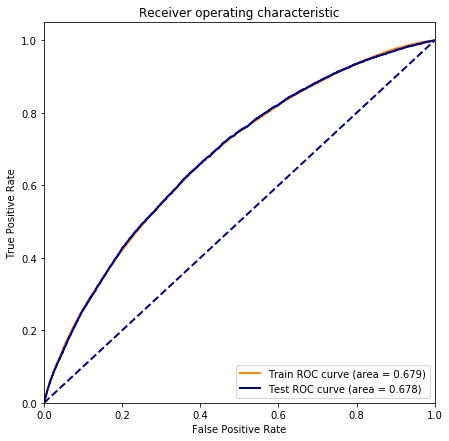 Receiver operating characteristic
1.0
0.8
0.6
0.4
0.2
0.0
True Positive Rate
Train ROC curve (area = 0.679)
Test ROC curve (area = 0.678)
0.0 0.2 0.4 0.6 0.8 1.0
False Positive Rate